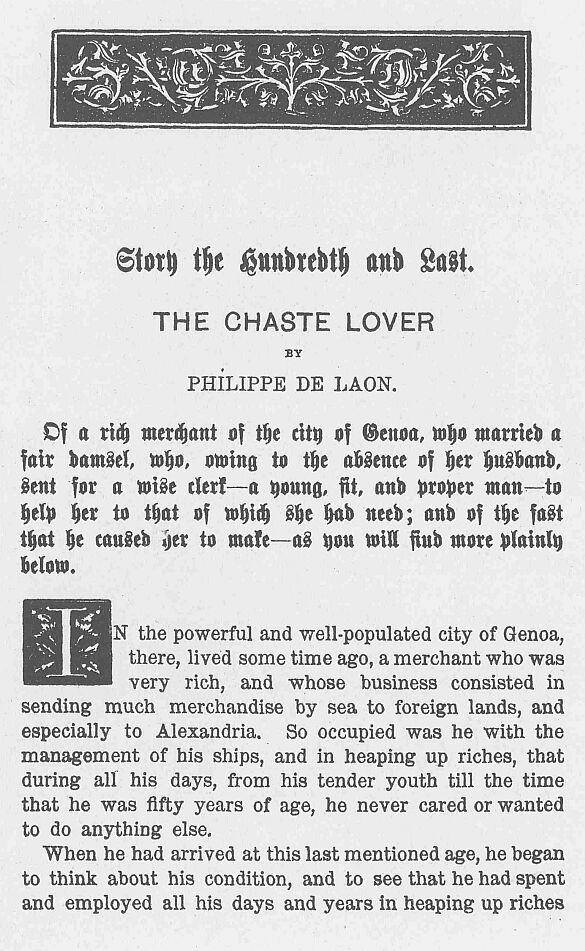 Story the Hundredth and Last.
THE CHASTE LOVER
BY
PHILIPPE DE LAON.
Of a rich merchant of the city of Genoa, who married a
fair damsel, who, owing to the absence of her husband,
sent for a wise clerk—a young, fit, and proper man—to
help her to that of which she had need; and of the fast
that he caused her to make—as you will find more plainly
below.
IN the powerful and well-populated city of Genoa,
there, lived some time ago, a merchant who was
very rich, and whose business consisted in
sending much merchandise by sea to foreign lands, and
especially to Alexandria. So occupied was he with the
management of his ships, and in heaping up riches, that
during all his days, from his tender youth till the time
that he was fifty years of age, he never cared or wanted
to do anything else.
When he had arrived at this last mentioned age, he began
to think about his condition, and to see that he had spent
and employed all his days and years in heaping up riches